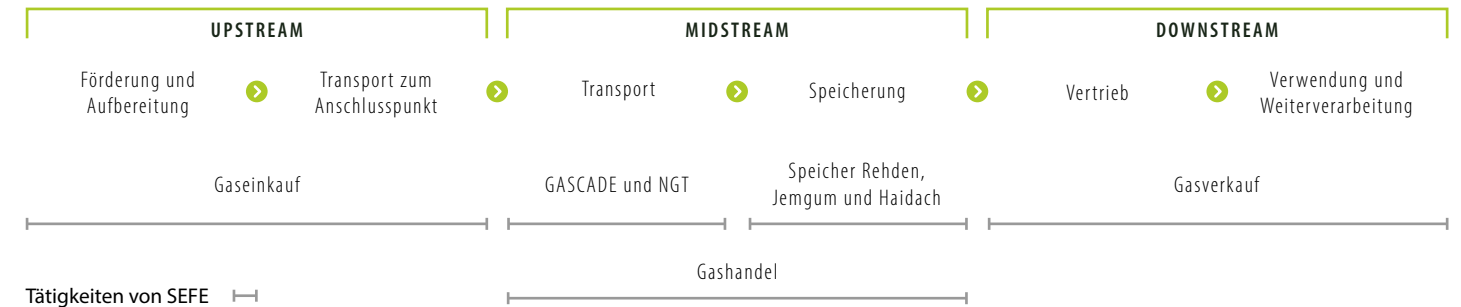 UPSTREAM
MIDSTREAM
DOWNSTREAM
Förderung und
Aufbereitung
Transport zum
Anschlusspunkt
Transport
Speicherung
Vertrieb
Verwendung und
Weiterverarbeitung
Gaseinkauf
GASCADE und NGT
Speicher Rehden,
Jemgum und Haidach
Gasverkauf
Gashandel
Tätigkeiten von SEFE